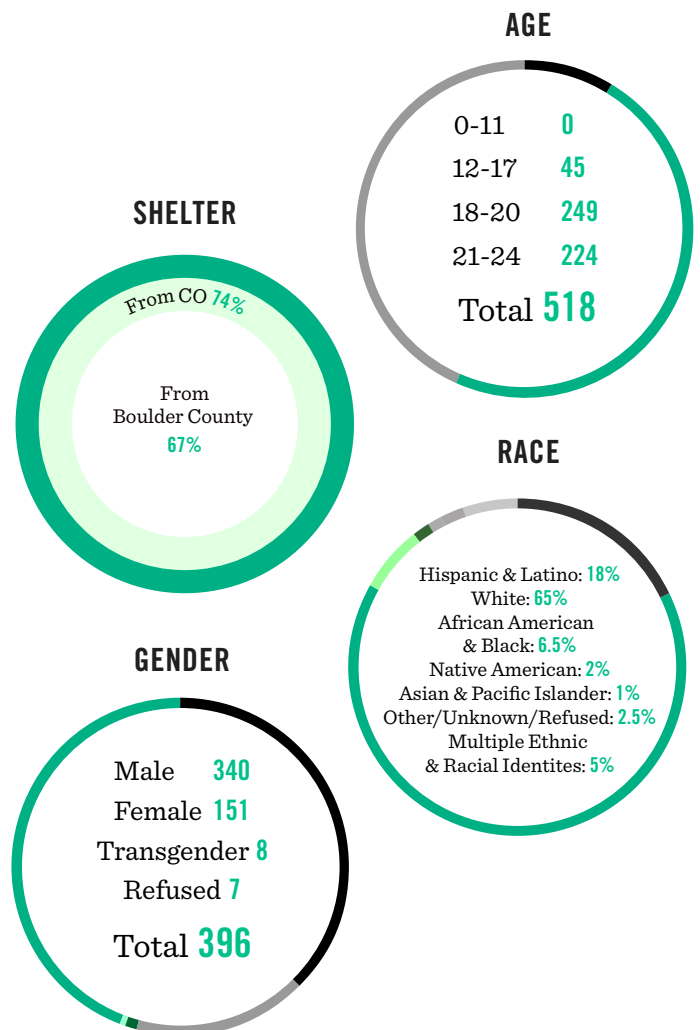 AGE
0-11 0
12-17 45
18-20 249
21-24 224
Total 518
SHELTER
From CO 74%
From
Boulder County
67%
RACE
Hispanic & Latino: 18%
White: 65%
African American
& Black: 6.5%
Native American: 2%
Asian & Pacific Islander: 1%
Other/Unknown/Refused: 2.5%
Multiple Ethnic
& Racial Identites: 5%
GENDER
Male 340
Female 151
Transgender 8
Refused 7
Total 396